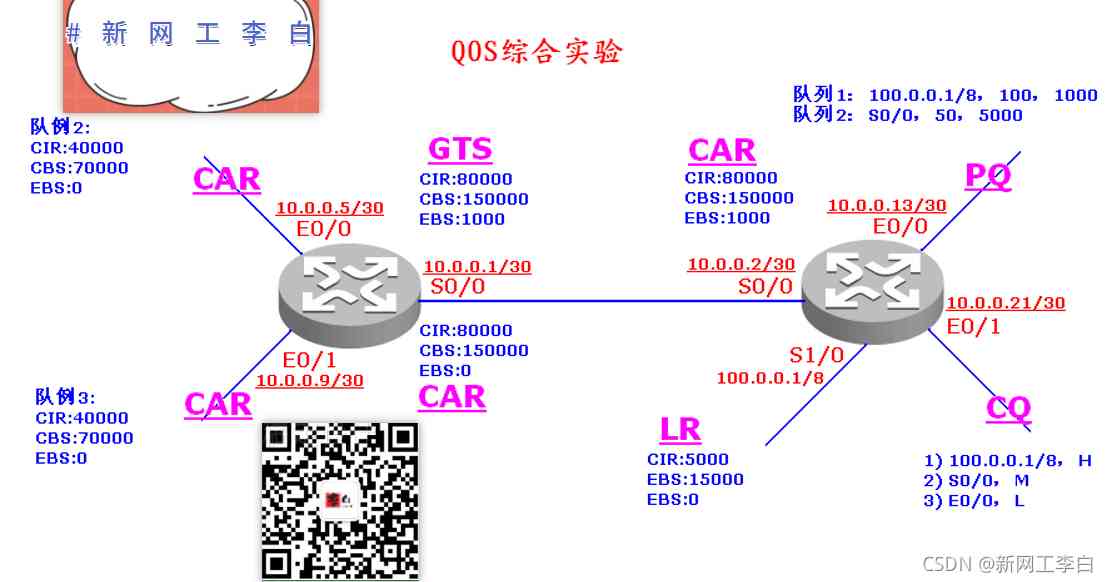 # 新 网 工 李 白
QOS综合实验
队例2:
CIR:40000
CBS:70000
EBS:0
CAR
10.0.0.5/30
E0/0
GTS
CIR:80000
CBS:150000
EBS:1000
10.0.0.1/30
S0/0
CIR:80000
CBS:150000
EBS:0
CAR
E0/1
10.0.0.9/30
CAR
队例3:
CIR:40000
CBS:70000
EBS:0
CAR
CIR:80000
CBS:150000
EBS:1000
10.0.0.2/30
S0/0
队列1: 100.0.0.1/8, 100, 1000
队列2: S0/0, 50, 5000
PQ
10.0.0.13/30
E0/0
10.0.0.21/30
E0/1
S1/0
100.0.0.1/8
LR
CIR:5000
EBS:15000
EBS:0
CQ
1) 100.0.0.1/8, H
2) S0/0, M
3) E0/0, L
CSDN @新网工李白